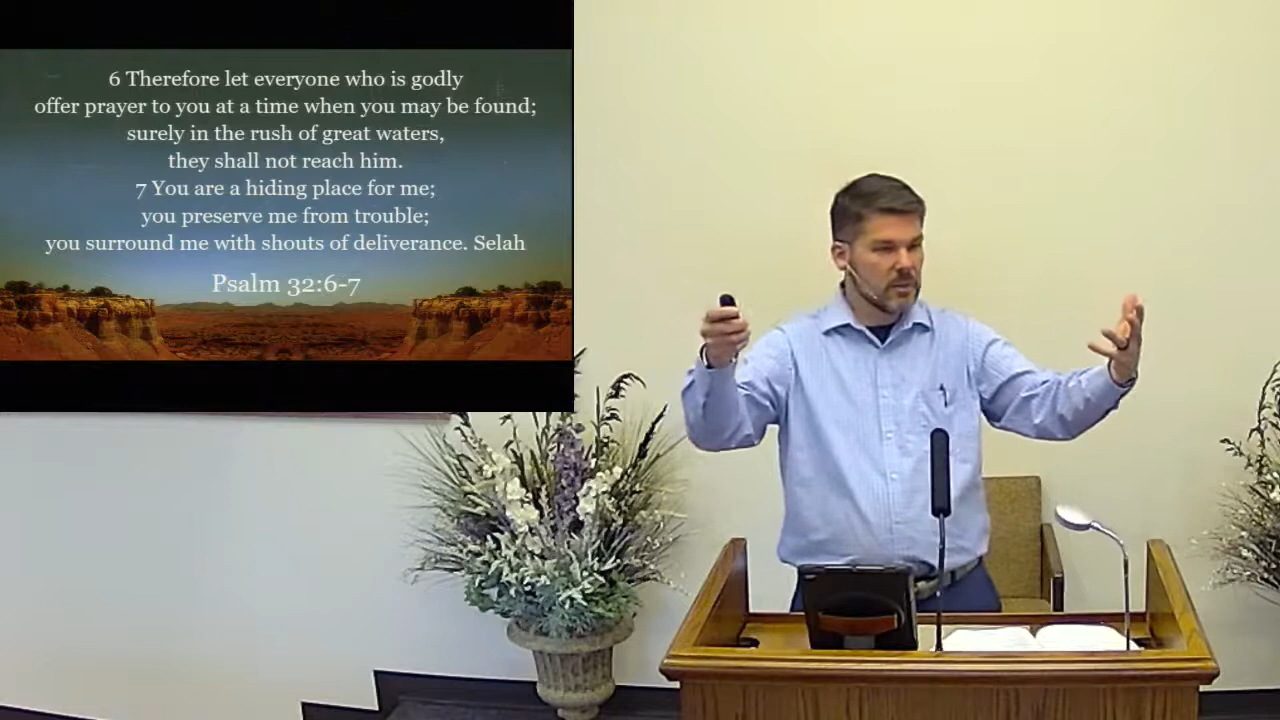 6 Therefore let everyone who is godly
offer prayer to you at a time when you may be found;
surely in the rush of great waters,
they shall not reach him.
7 You are a hiding place for me;
you preserve me from trouble;
you surround me with shouts of deliverance. Selah
Psalm 32:6-7